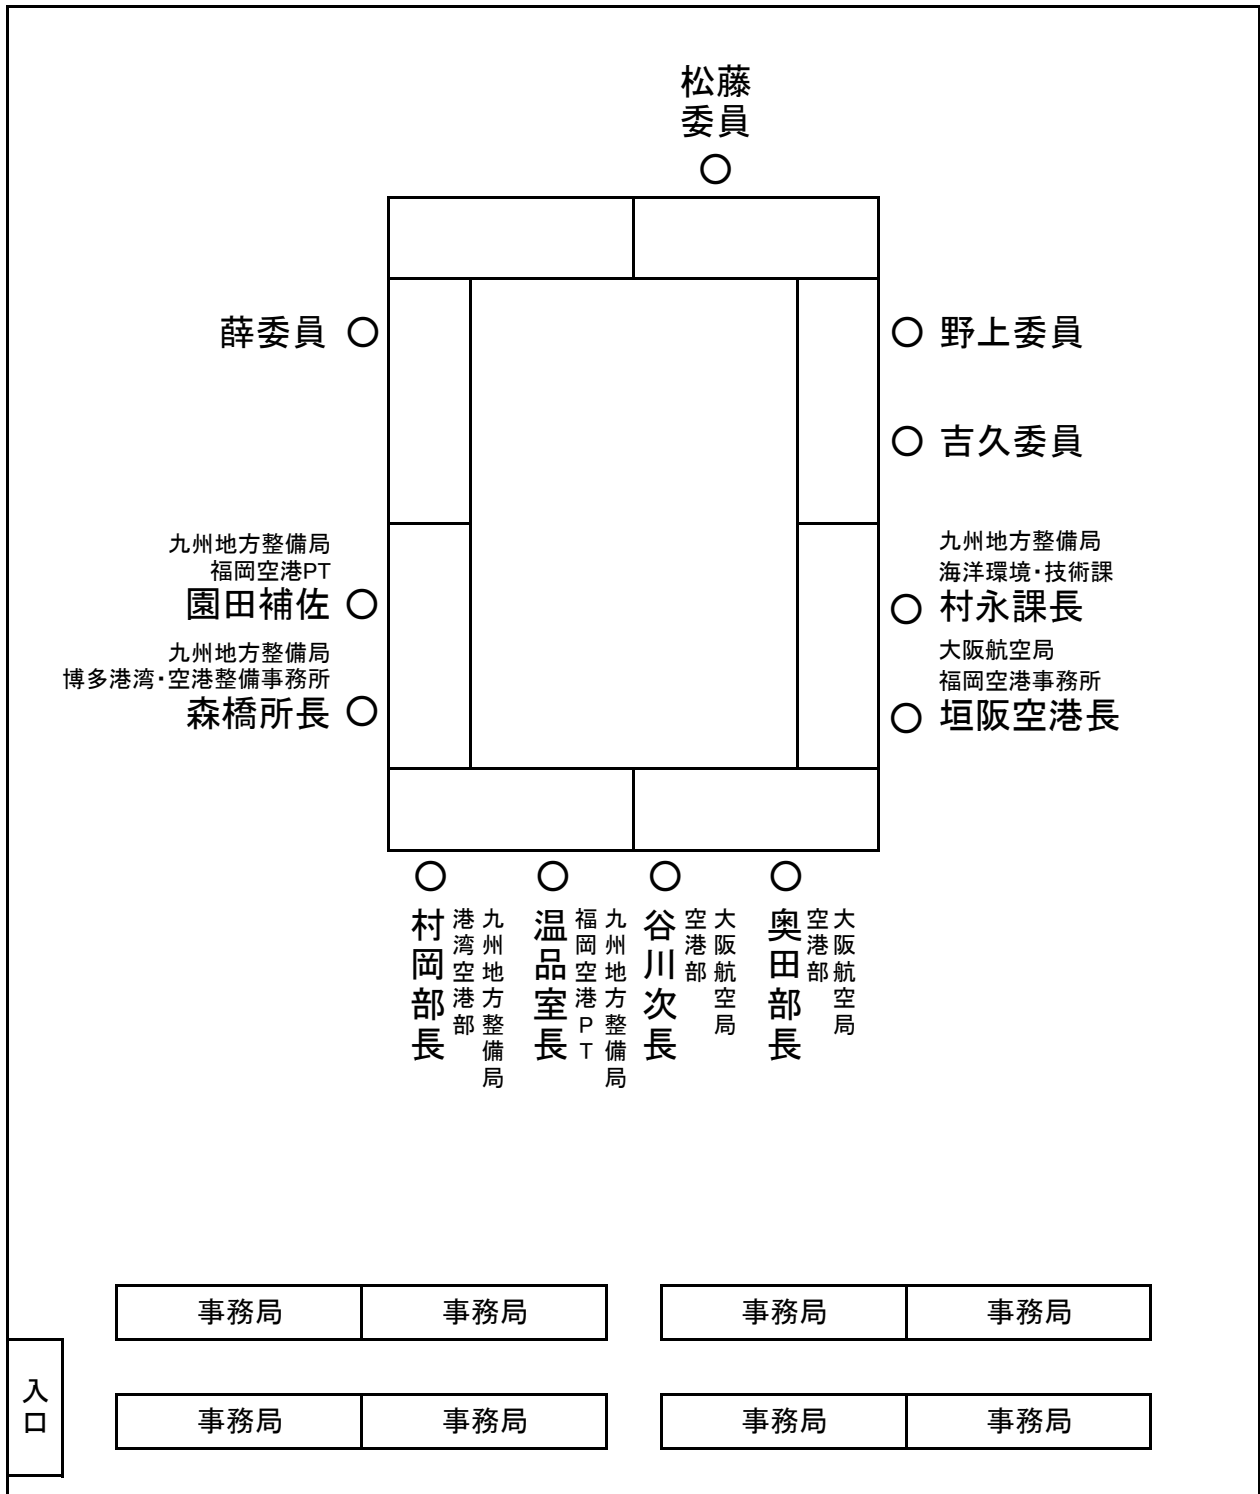 松藤
委員
薛委員
野上委員
吉久委員
九州地方整備局
福岡空港PT
園田補佐
九州地方整備局
海洋環境・技術課
村永課長
九州地方整備局
博多港湾・空港整備事務所
森橋所長
大阪航空局
福岡空港事務所
垣阪空港長
九州地方整備局
港湾空港部
村岡部長
九州地方整備局
福岡空港PT
温品室長
大阪航空局
空港部
谷川次長
大阪航空局
空港部
奥田部長
事務局
事務局
事務局
事務局
入口
事務局
事務局
事務局
事務局